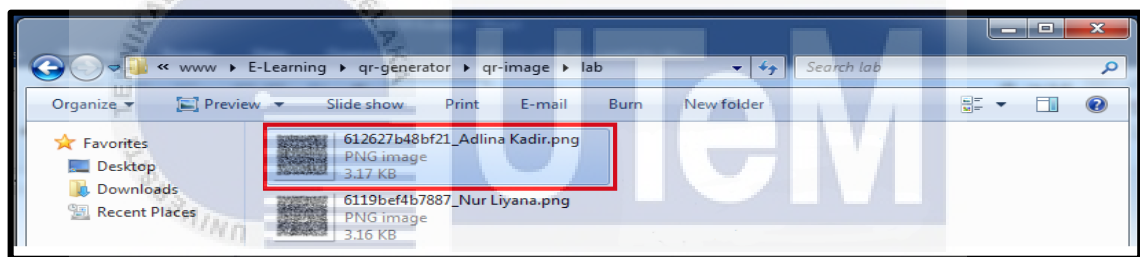 « www ▸ E-Learning ▸ qr-generator ▸ qr-image ▸ lab
Search lab
Organize Preview Slide show Print E-mail Burn New folder
Favorites
Desktop
Downloads
Recent Places
612627b48bf21_Adlina Kadir.png
PNG image
3.17 KB
6119bef4b7887_Nur Liyana.png
PNG image
3.16 KB
UTeM